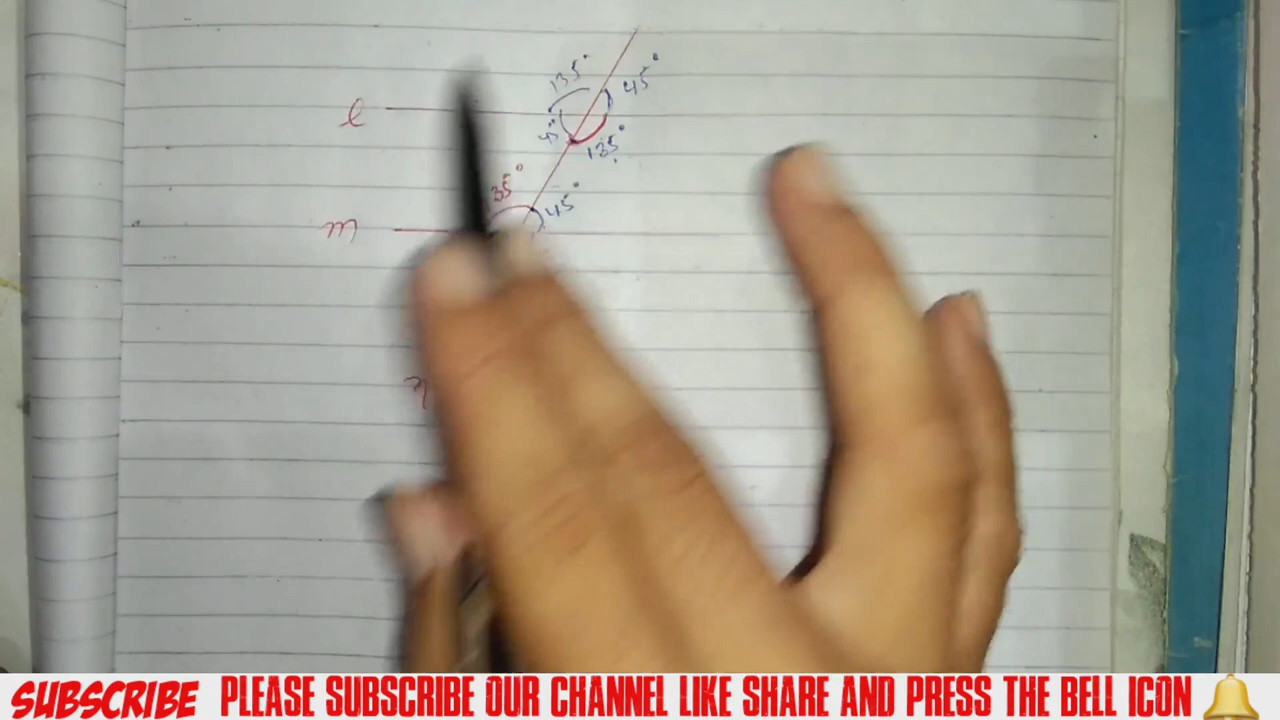 135°
45°
l
45°
135°
35°
45°
m
n
SUBSCRIBE PLEASE SUBSCRIBE OUR CHANNEL LIKE SHARE AND PRESS THE BELL ICON